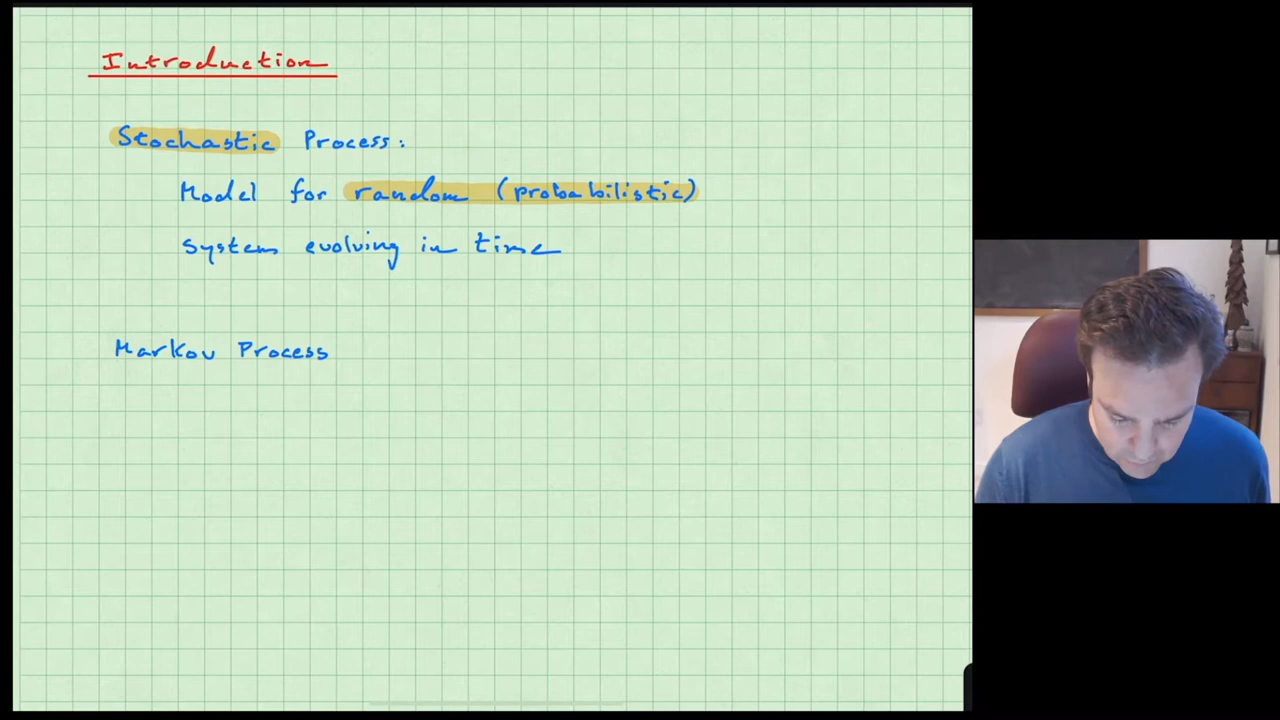 Introduction
Stochastic Process:
Model for random (probabilistic)
system evolving in time
Markov Process